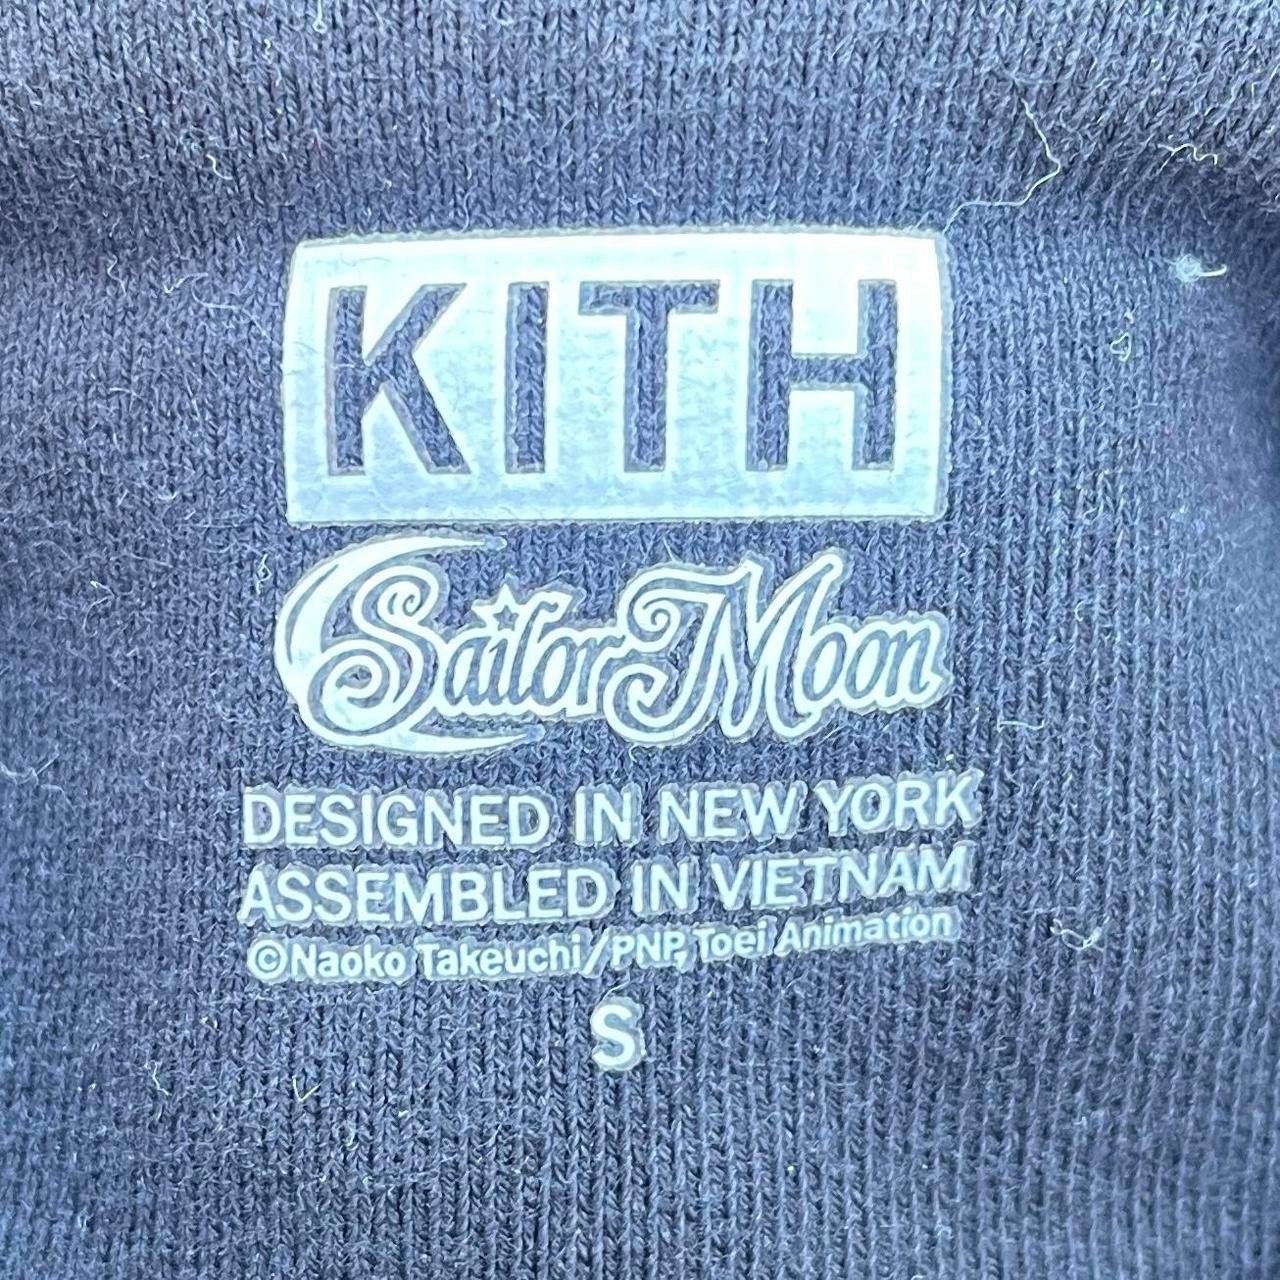 KITH
Sailor Moon
DESIGNED IN NEW YORK
ASSEMBLED IN VIETNAM
©Naoko Takeuchi/PNP, Toei Animation
S